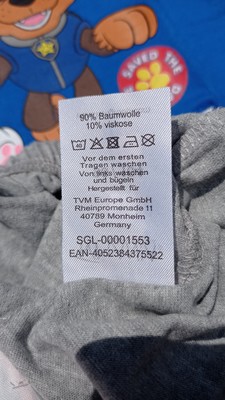 SAVED THE
90% Baumwolle
10% viskose
40
Vor dem ersten
Tragen waschen
Von links waschen
und bügeln
Hergestellt für
TVM Europe GmbH
Rheinpromenade 11
40789 Monheim
Germany
SGL-00001553
EAN-4052384375522